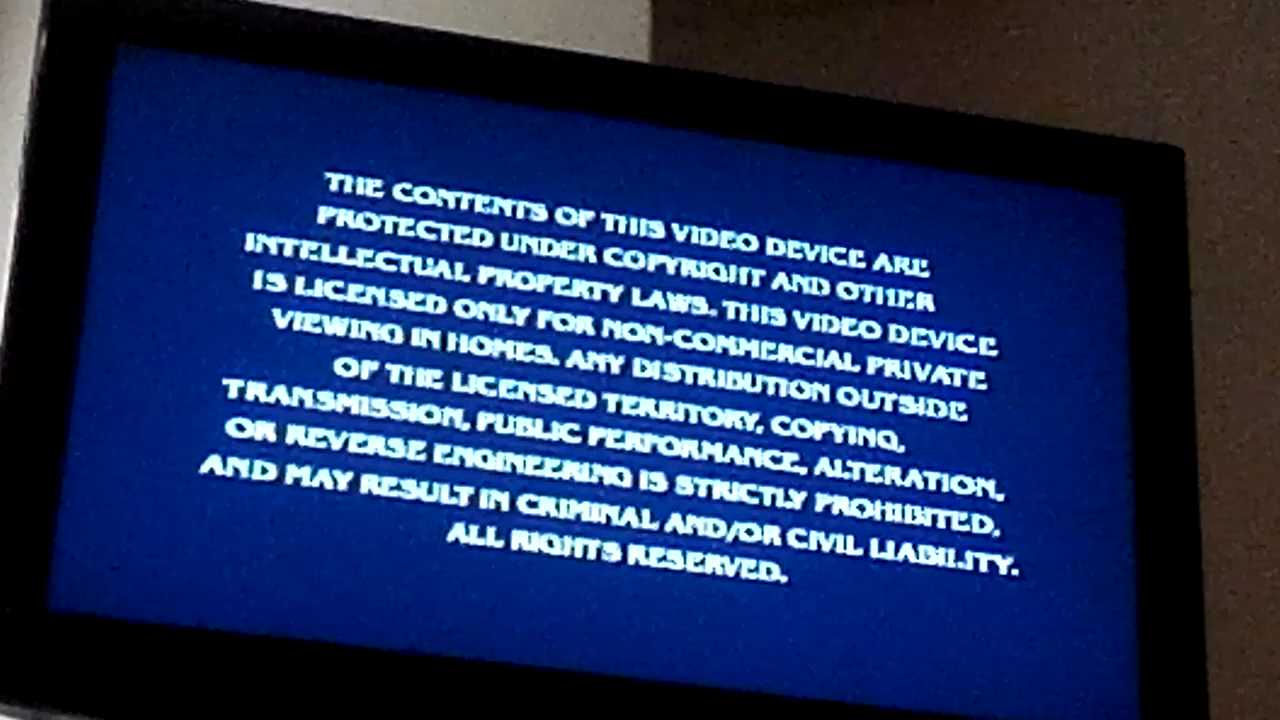 THE CONTENTS OF THIS VIDEO DEVICE ARE
PROTECTED UNDER COPYRIGHT AND OTHER
INTELLECTUAL PROPERTY LAWS. THIS VIDEO DEVICE
IS LICENSED ONLY FOR NON-COMMERCIAL PRIVATE
VIEWING IN HOMES. ANY DISTRIBUTION OUTSIDE
OF THE LICENSED TERRITORY, COPYING,
TRANSMISSION, PUBLIC PERFORMANCE, ALTERATION,
OR REVERSE ENGINEERING IS STRICTLY PROHIBITED,
AND MAY RESULT IN CRIMINAL AND/OR CIVIL LIABILITY.
ALL RIGHTS RESERVED.